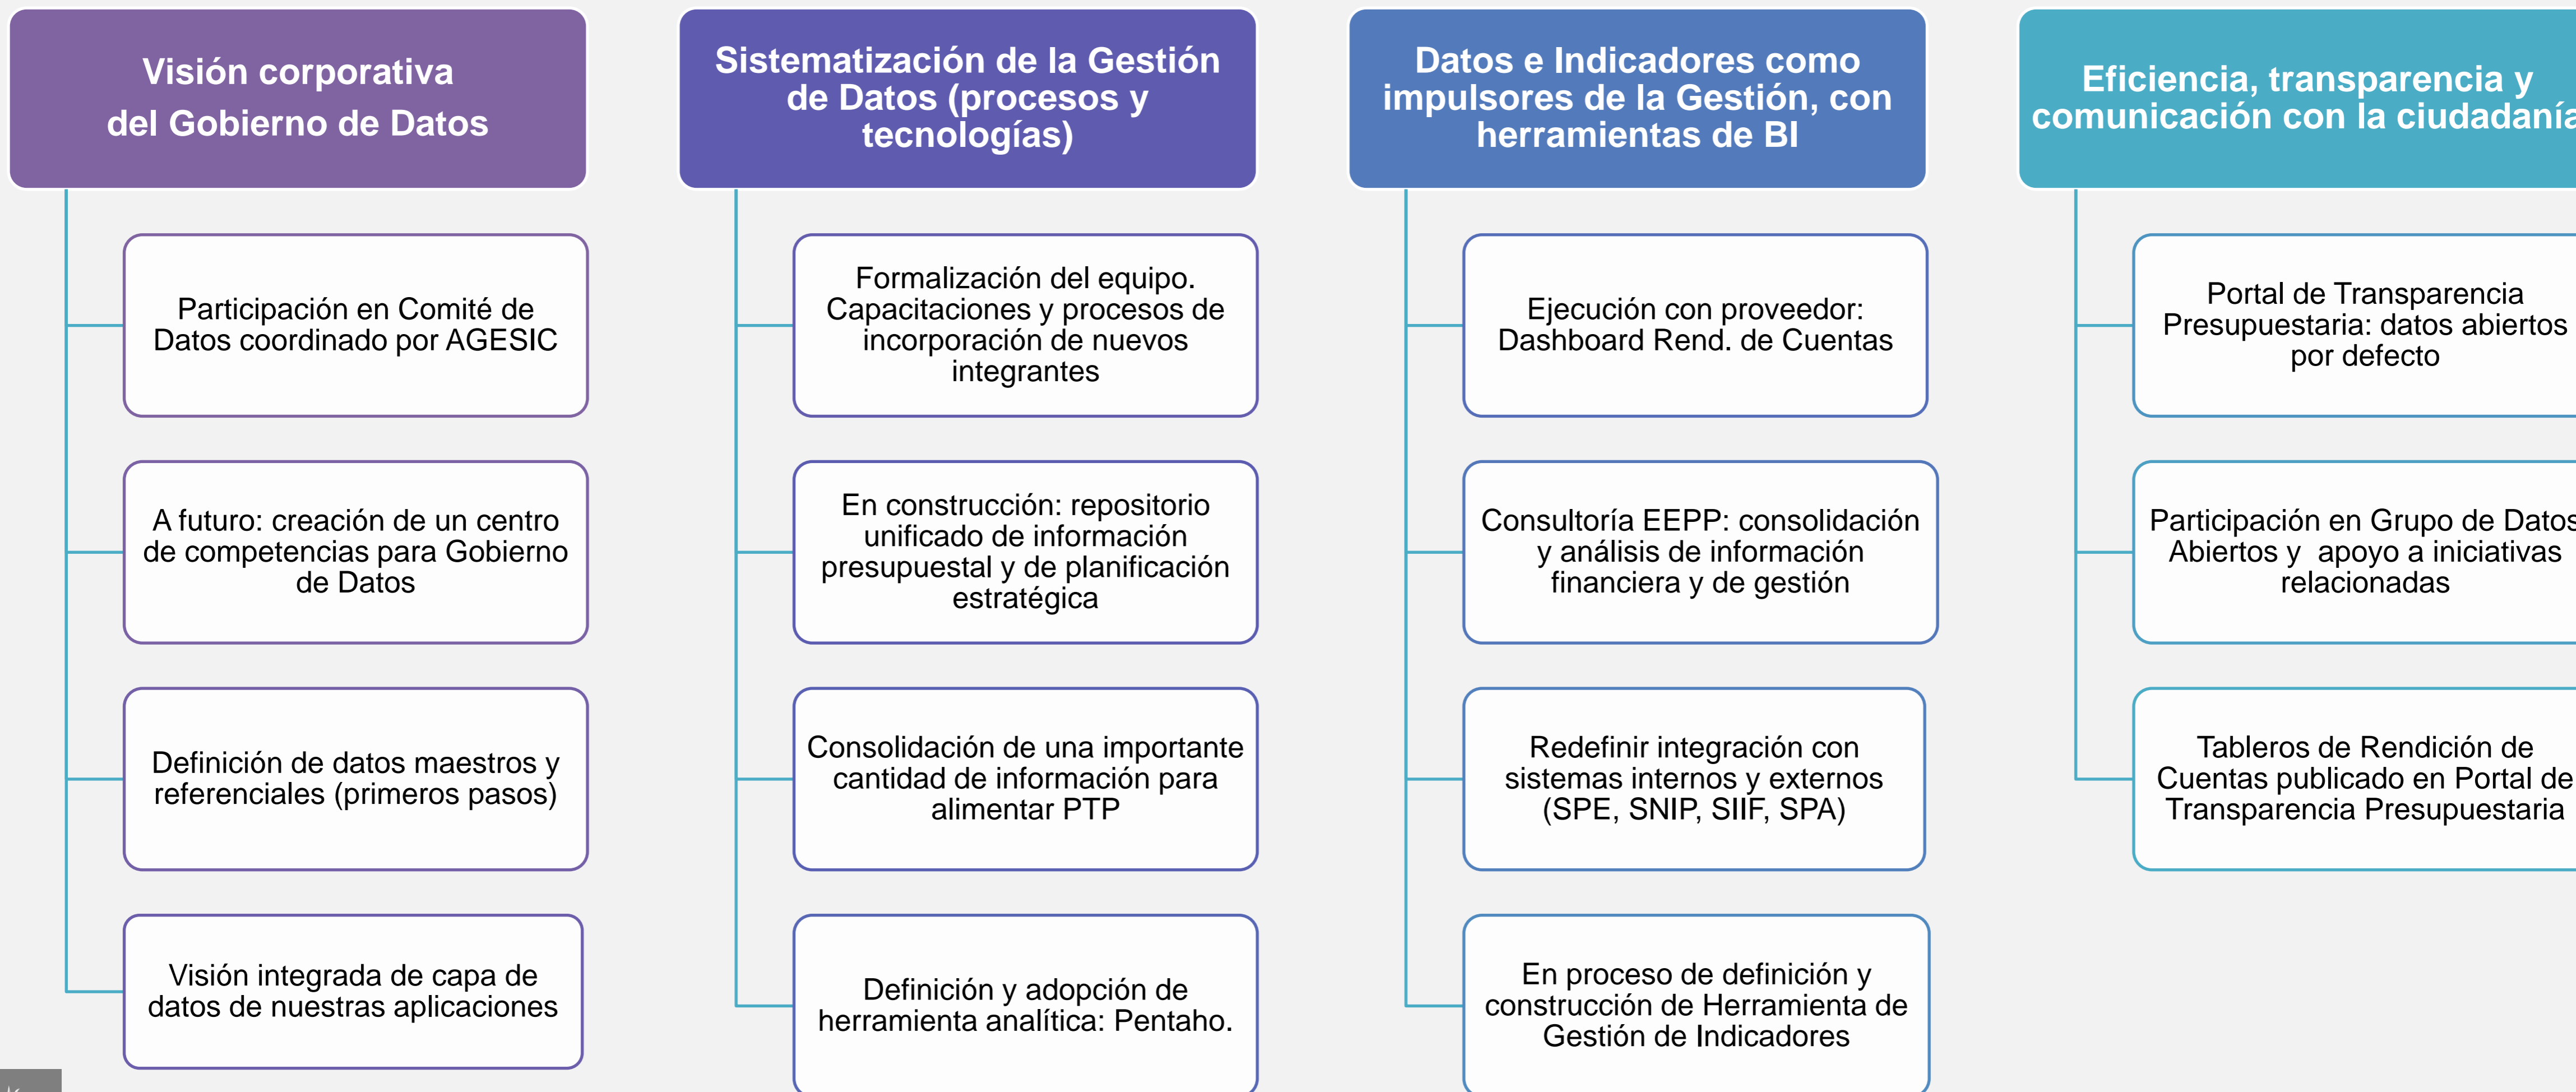 Visión corporativa
del Gobierno de Datos
Participación en Comité de
Datos coordinado por AGESIC
A futuro: creación de un centro
de competencias para Gobierno
de Datos
Definición de datos maestros y
referenciales (primeros pasos)
Visión integrada de capa de
datos de nuestras aplicaciones
Sistematización de la Gestión
de Datos (procesos y
tecnologías)
Formalización del equipo.
Capacitaciones y procesos de
incorporación de nuevos
integrantes
En construcción: repositorio
unificado de información
presupuestal y de planificación
estratégica
Consolidación de una importante
cantidad de información para
alimentar PTP
Definición y adopción de
herramienta analítica: Pentaho.
Datos e Indicadores como
impulsores de la Gestión, con
herramientas de BI
Ejecución con proveedor:
Dashboard Rend. de Cuentas
Consultoría EEPP: consolidación
y análisis de información
financiera y de gestión
Redefinir integración con
sistemas internos y externos
(SPE, SNIP, SIIF, SPA)
En proceso de definición y
construcción de Herramienta de
Gestión de Indicadores
Eficiencia, transparencia y
comunicación con la ciudadanía
Portal de Transparencia
Presupuestaria: datos abiertos
por defecto
Participación en Grupo de Datos
Abiertos y  apoyo a iniciativas
relacionadas
Tableros de Rendición de
Cuentas publicado en Portal de
Transparencia Presupuestaria